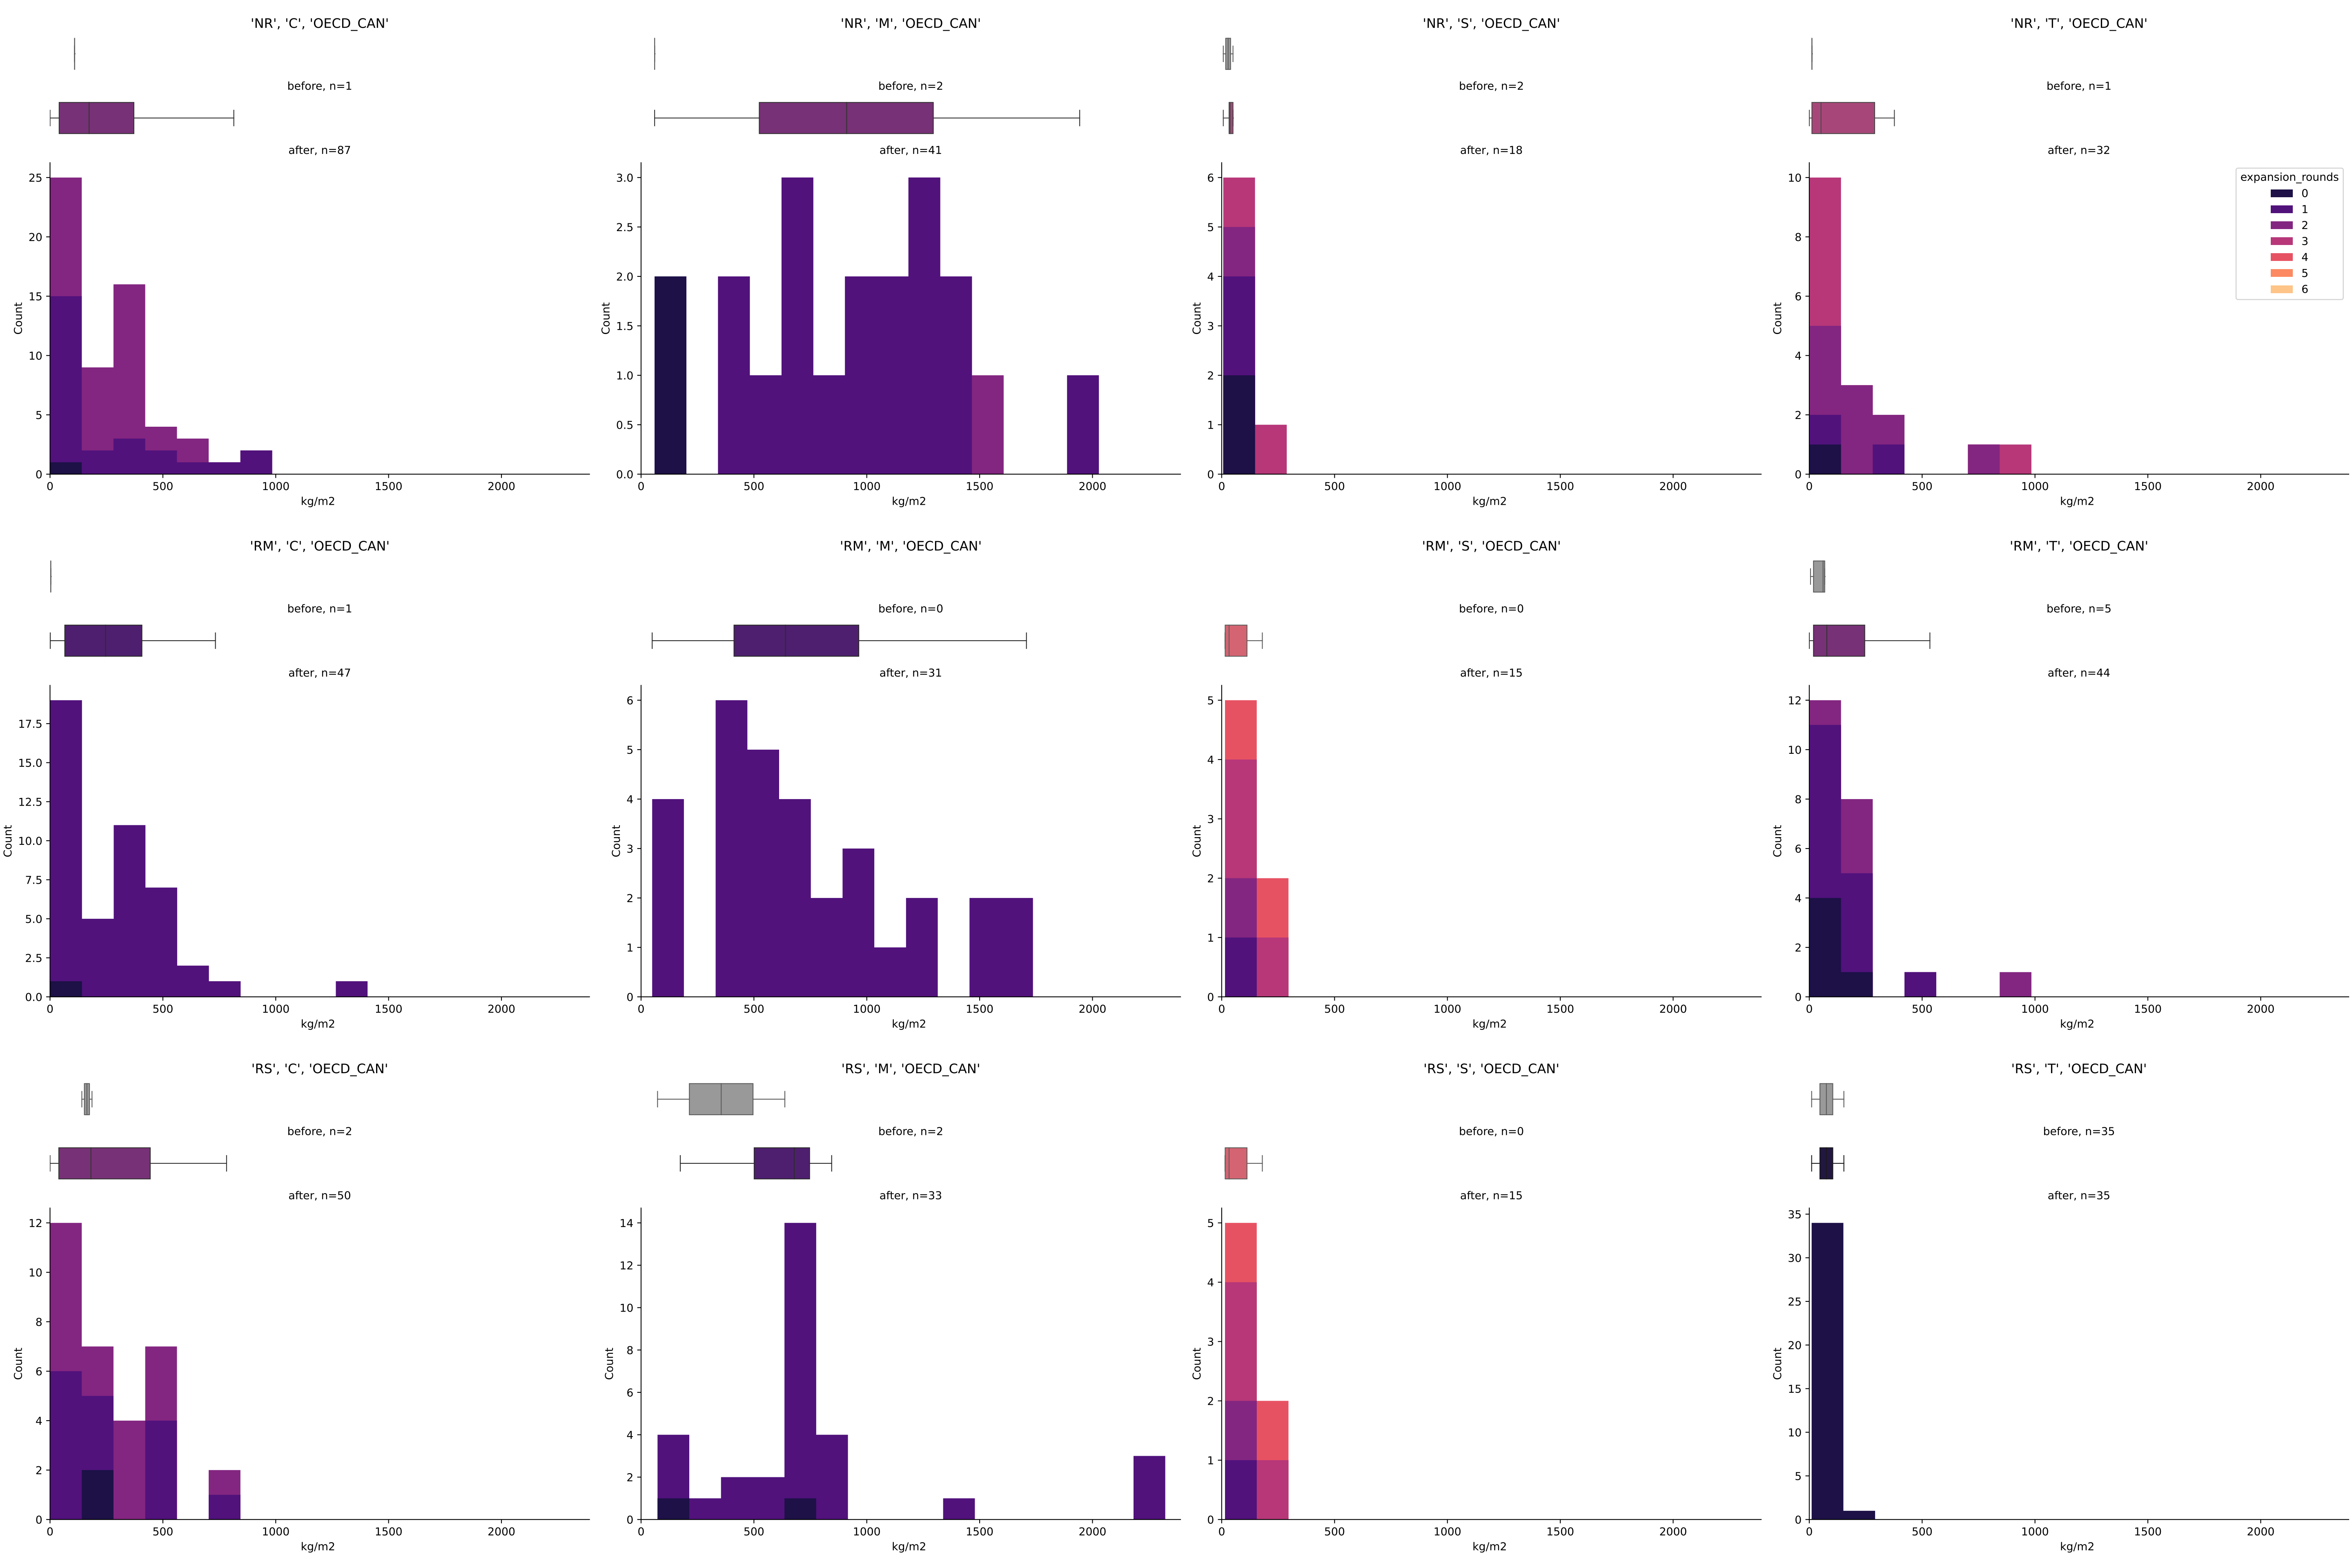 'NR', 'C', 'OECD_CAN'
before, n=1
after, n=87
25
20
15
10
5
0
Count
0 500 1000 1500 2000
kg/m2
'NR', 'M', 'OECD_CAN'
before, n=2
after, n=41
3.0
2.5
2.0
1.5
1.0
0.5
0.0
Count
0 500 1000 1500 2000
kg/m2
'NR', 'S', 'OECD_CAN'
before, n=2
after, n=18
6
5
4
3
2
1
0
Count
0 500 1000 1500 2000
kg/m2
'NR', 'T', 'OECD_CAN'
before, n=1
after, n=32
10
8
6
4
2
0
Count
0 500 1000 1500 2000
kg/m2
expansion_rounds
0
1
2
3
4
5
6
'RM', 'C', 'OECD_CAN'
before, n=1
after, n=47
17.5
15.0
12.5
10.0
7.5
5.0
2.5
0.0
Count
0 500 1000 1500 2000
kg/m2
'RM', 'M', 'OECD_CAN'
before, n=0
after, n=31
6
5
4
3
2
1
0
Count
0 500 1000 1500 2000
kg/m2
'RM', 'S', 'OECD_CAN'
before, n=0
after, n=15
5
4
3
2
1
0
Count
0 500 1000 1500 2000
kg/m2
'RM', 'T', 'OECD_CAN'
before, n=5
after, n=44
12
10
8
6
4
2
0
Count
0 500 1000 1500 2000
kg/m2
'RS', 'C', 'OECD_CAN'
before, n=2
after, n=50
12
10
8
6
4
2
0
Count
0 500 1000 1500 2000
kg/m2
'RS', 'M', 'OECD_CAN'
before, n=2
after, n=33
14
12
10
8
6
4
2
0
Count
0 500 1000 1500 2000
kg/m2
'RS', 'S', 'OECD_CAN'
before, n=0
after, n=15
5
4
3
2
1
0
Count
0 500 1000 1500 2000
kg/m2
'RS', 'T', 'OECD_CAN'
before, n=35
after, n=35
35
30
25
20
15
10
5
0
Count
0 500 1000 1500 2000
kg/m2